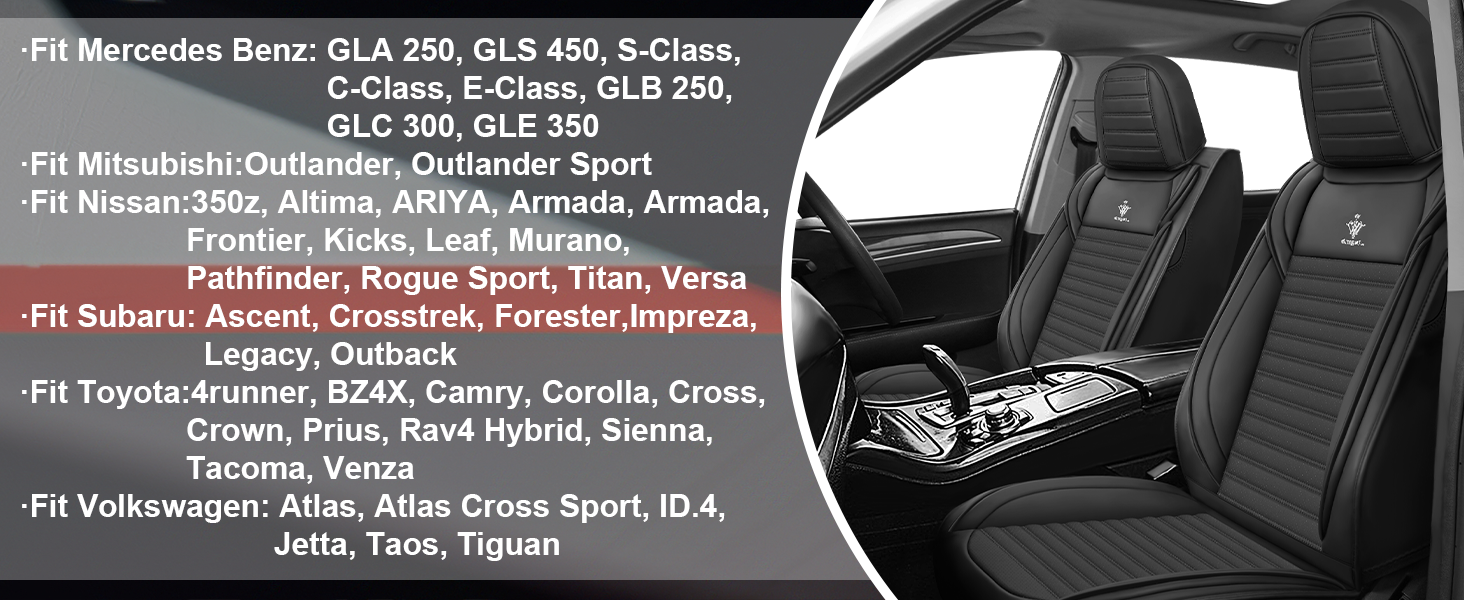 ·Fit Mercedes Benz: GLA 250, GLS 450, S-Class,
C-Class, E-Class, GLB 250,
GLC 300, GLE 350
·Fit Mitsubishi:Outlander, Outlander Sport
·Fit Nissan:350z, Altima, ARIYA, Armada, Armada,
Frontier, Kicks, Leaf, Murano,
Pathfinder, Rogue Sport, Titan, Versa
·Fit Subaru: Ascent, Crosstrek, Forester,Impreza,
Legacy, Outback
·Fit Toyota:4runner, BZ4X, Camry, Corolla, Cross,
Crown, Prius, Rav4 Hybrid, Sienna,
Tacoma, Venza
·Fit Volkswagen: Atlas, Atlas Cross Sport, ID.4,
Jetta, Taos, Tiguan